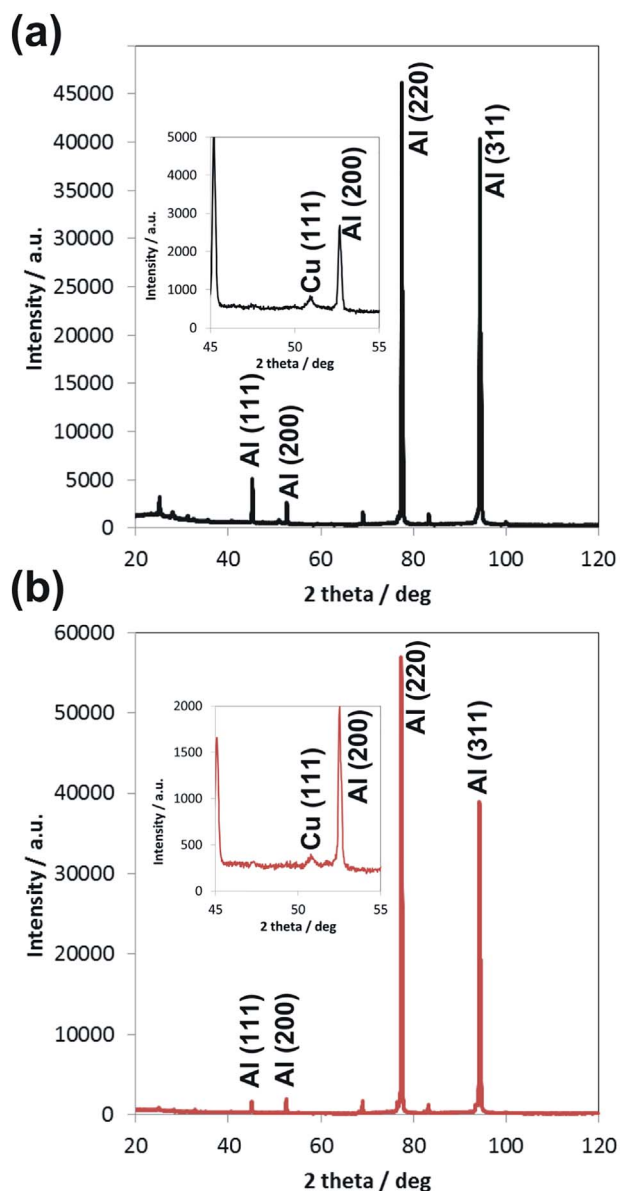 (a)
Intensity / a.u.
45000
40000
35000
30000
25000
20000
15000
10000
5000
0
20 40 60 80 100 120
2 theta / deg
Al (111)
Al (200)
Al (220)
Al (311)
Intensity / a.u.
5000
4000
3000
2000
1000
0
45 50 55
2 theta / deg
Cu (111)
Al (200)
(b)
Intensity / a.u.
60000
50000
40000
30000
20000
10000
0
20 40 60 80 100 120
2 theta / deg
Al (111)
Al (200)
Al (220)
Al (311)
Intensity / a.u.
2000
1500
1000
500
0
45 50 55
2 theta / deg
Cu (111)
Al (200)